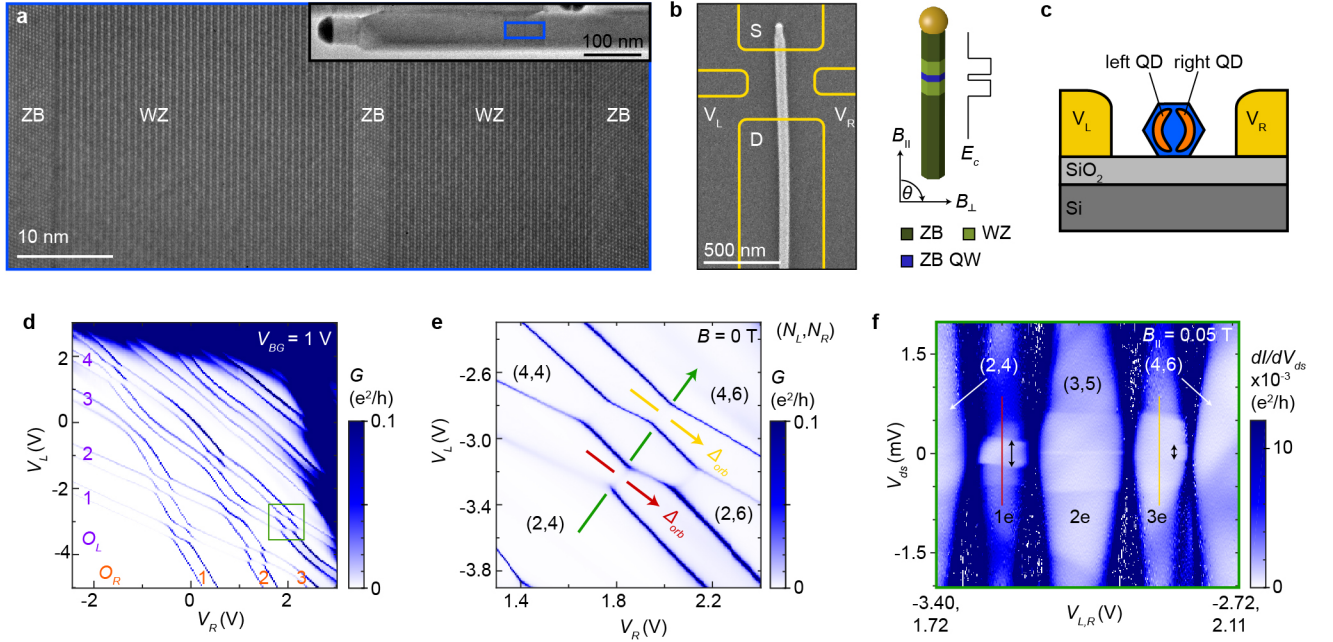 a
100 nm
ZB
WZ
ZB
WZ
ZB
10 nm
b
S
V_L
V_R
D
500 nm
B_||
E_c
θ
B_⊥
ZB
WZ
ZB QW
c
left QD
right QD
V_L
V_R
SiO₂
Si
d
V_BG = 1 V
G
(e²/h)
0.1
0
2
0
-2
-4
V_L (V)
4
3
2
1
O_L
O_R
1
2
3
-2
0
2
V_R (V)
e
B = 0 T
(N_L,N_R)
G
(e²/h)
0.1
0
-2.6
-3.0
-3.4
-3.8
V_L (V)
(4,4)
(4,6)
Δ_orb
Δ_orb
(2,4)
(2,6)
1.4
1.8
2.2
V_R (V)
f
B_|| = 0.05 T
dI/dV_ds
x10⁻³
(e²/h)
10
0
1.5
0
-1.5
V_ds (mV)
(2,4)
(3,5)
(4,6)
1e
2e
3e
-3.40,
1.72
V_L,R (V)
-2.72,
2.11